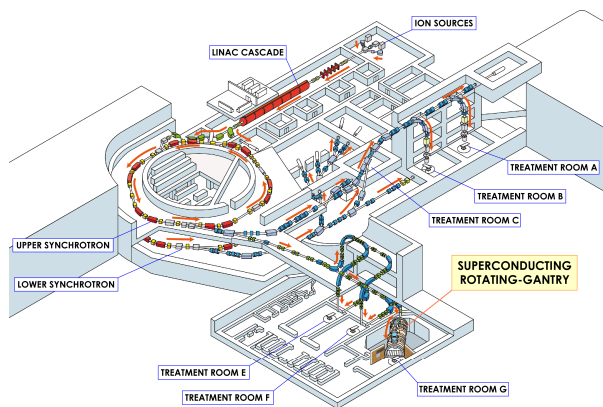 ION SOURCES
LINAC CASCADE
TREATMENT ROOM A
TREATMENT ROOM B
TREATMENT ROOM C
UPPER SYNCHROTRON
LOWER SYNCHROTRON
SUPERCONDUCTING
ROTATING-GANTRY
TREATMENT ROOM E
TREATMENT ROOM F
TREATMENT ROOM G